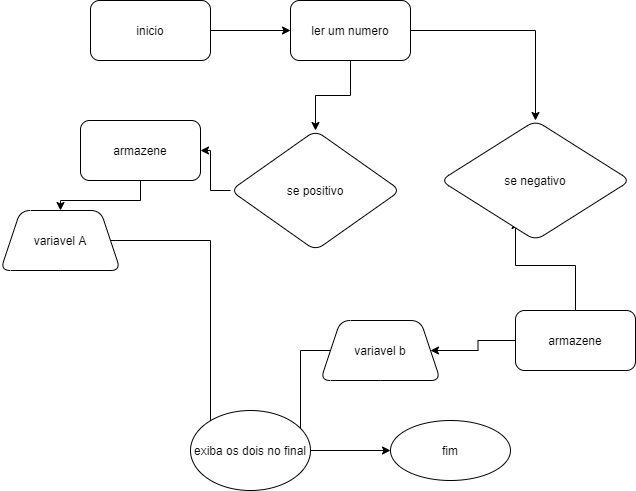 inicio
ler um numero
armazene
se positivo
se negativo
variavel A
variavel b
armazene
exiba os dois no final
fim